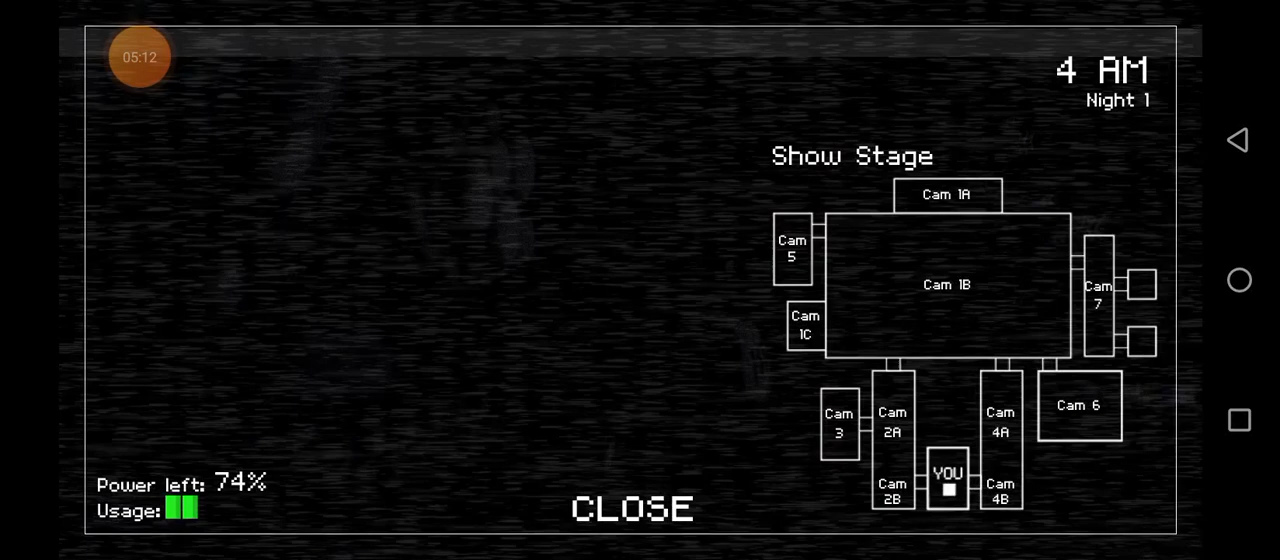 05:12
4 AM
Night 1
Show Stage
Cam 1A
Cam
5
Cam 1B
Cam
7
Cam
1C
Cam
3
Cam
2A
Cam
4A
Cam 6
YOU
Cam
2B
Cam
4B
Power left: 74%
Usage:
CLOSE